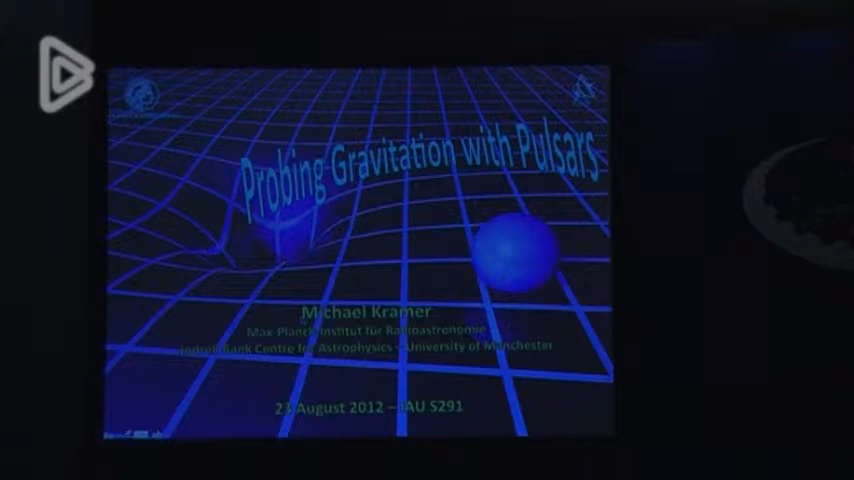 Probing Gravitation with Pulsars
Michael Kramer
Max-Planck-Institut für Radioastronomie
Jodrell Bank Centre for Astrophysics - University of Manchester
23 August 2012 – IAU S291